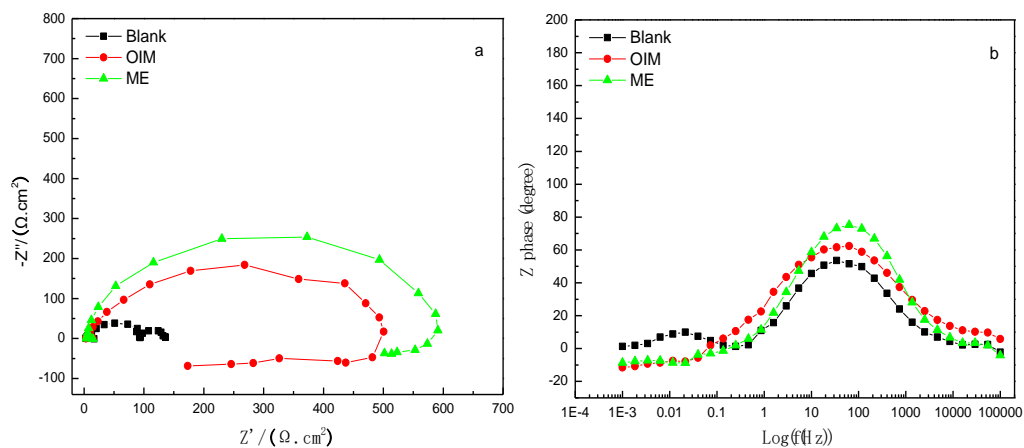 800
700
600
500
400
300
200
100
0
-100
-Z''/(Ω.cm²)
Blank
OIM
ME
a
0 100 200 300 400 500 600 700
Z'/(Ω.cm²)
200
180
160
140
120
100
80
60
40
20
0
-20
Z phase (degree)
Blank
OIM
ME
b
1E-4 1E-3 0.01 0.1 1 10 100 1000 10000 100000
Log(f(Hz))